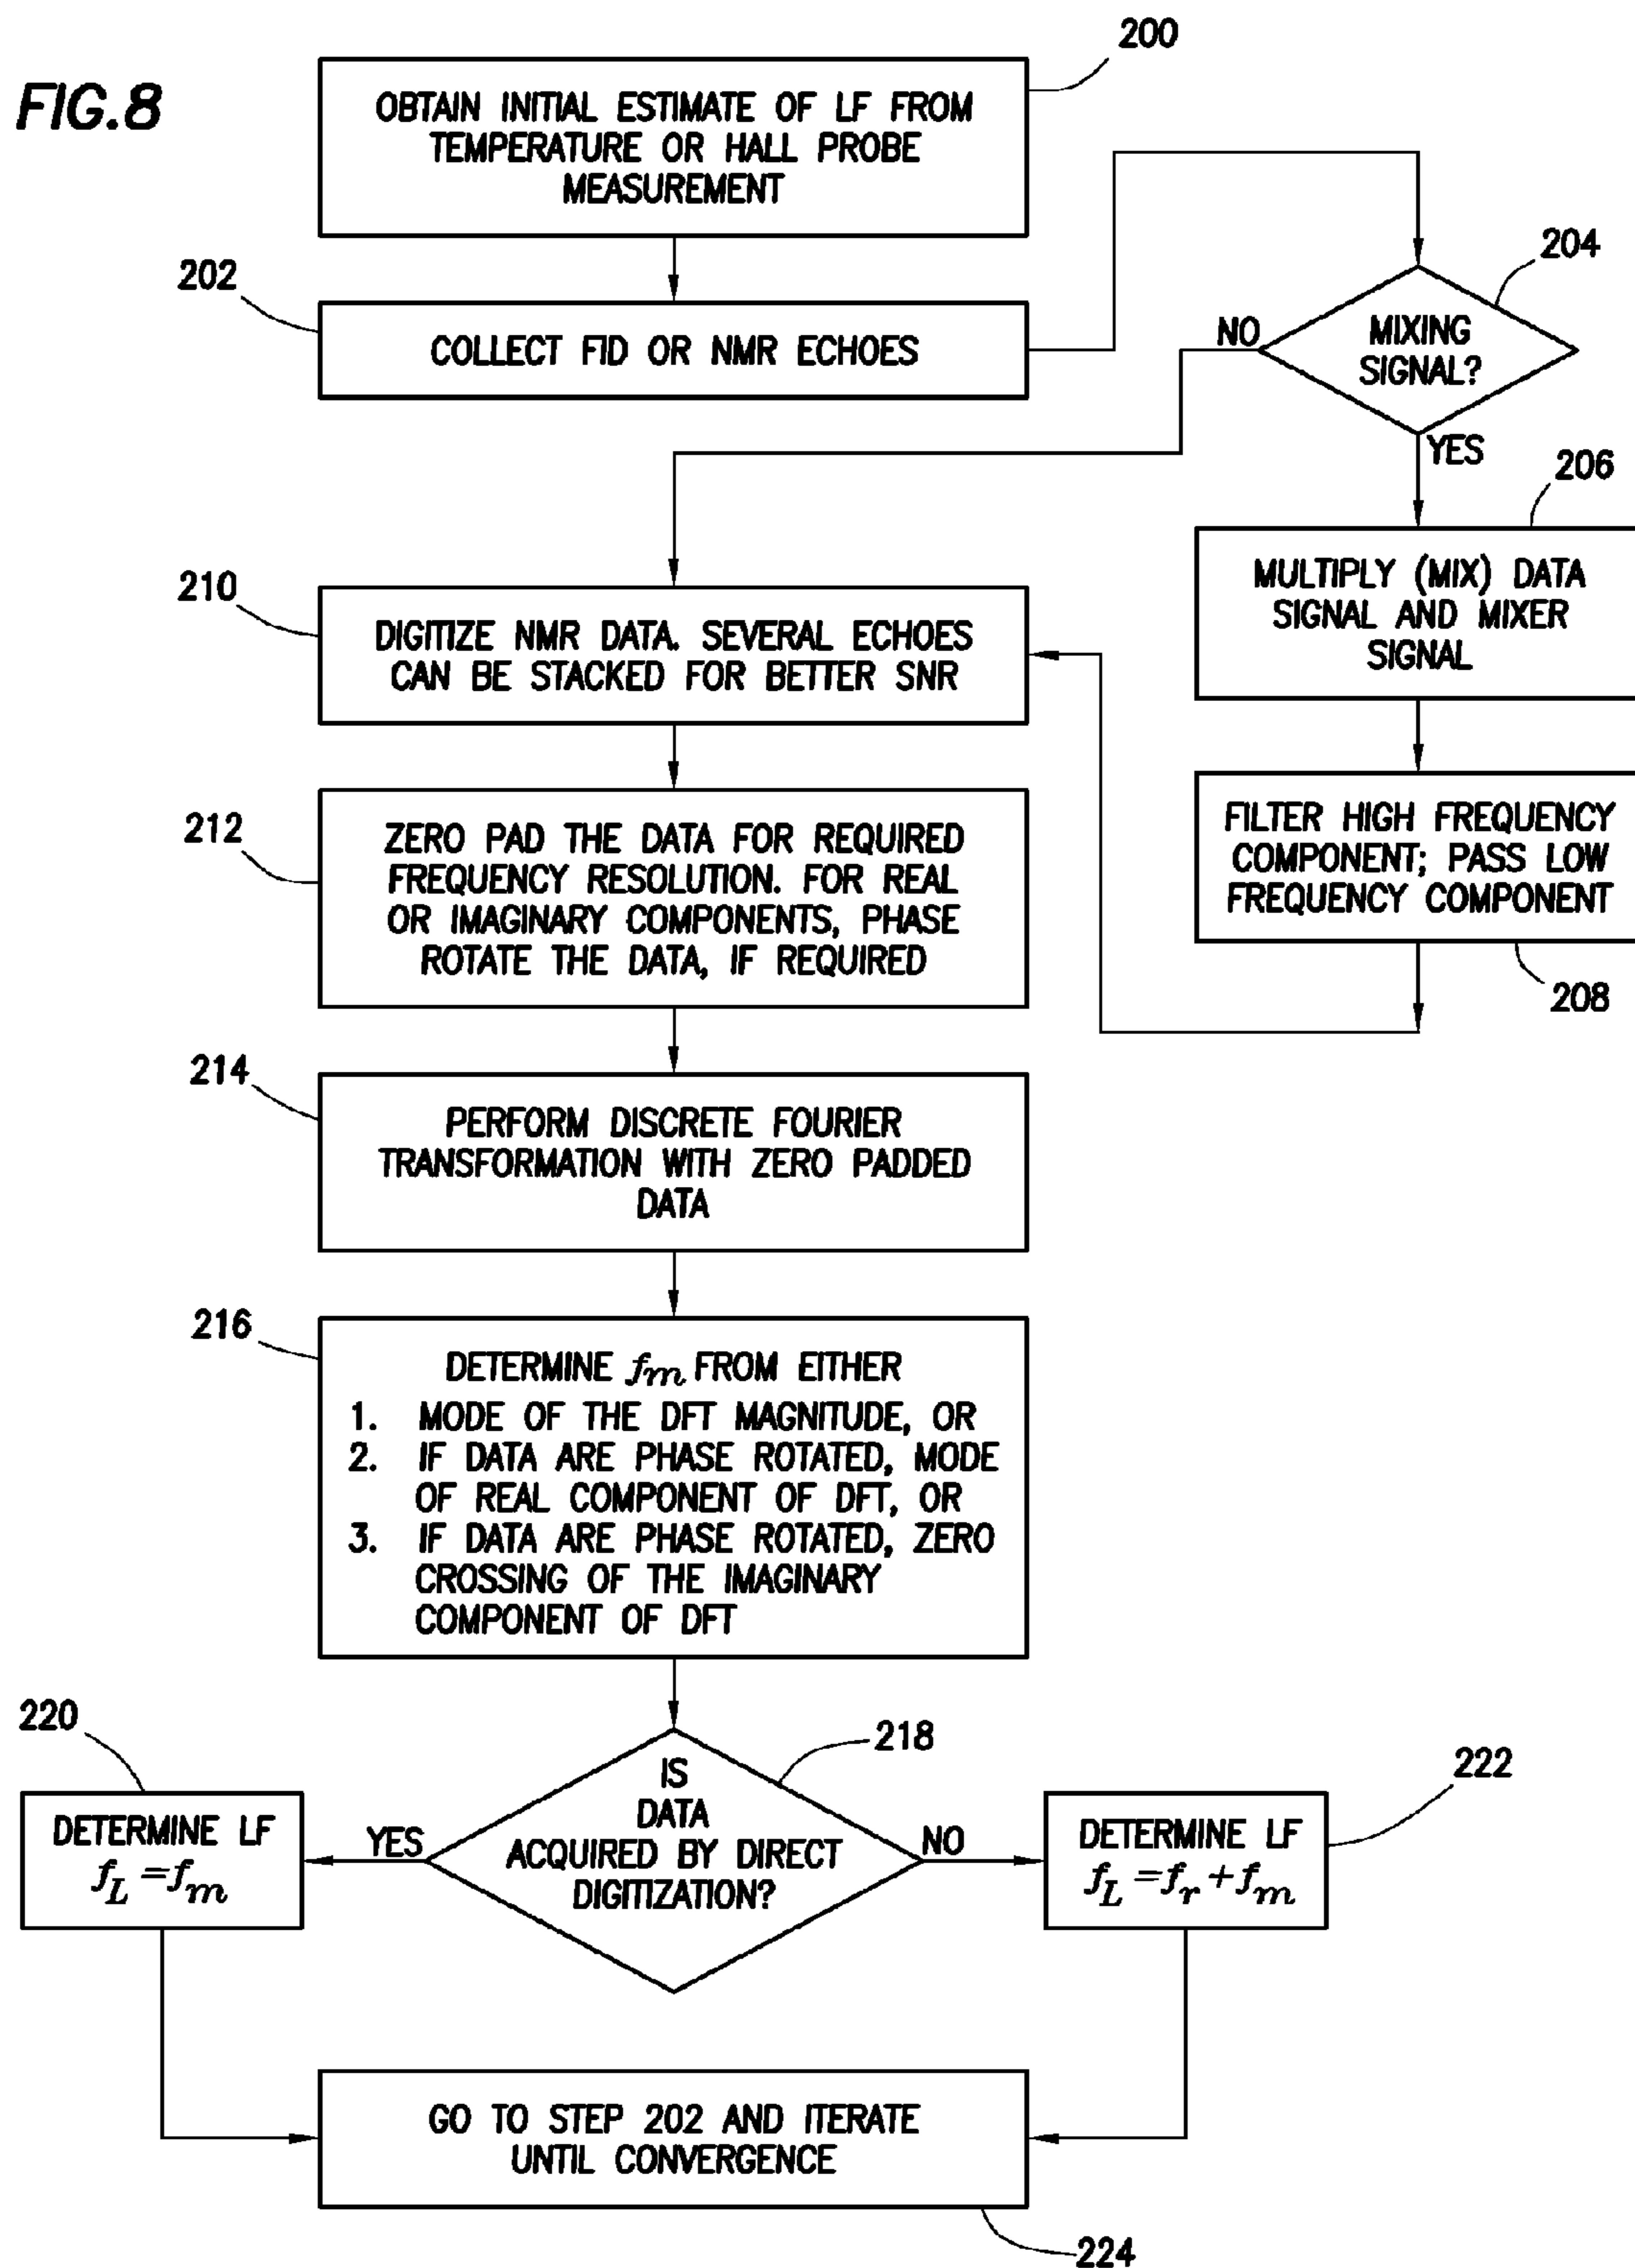 FIG.8
200
OBTAIN INITIAL ESTIMATE OF LF FROM
TEMPERATURE OR HALL PROBE
MEASUREMENT
202
COLLECT FID OR NMR ECHOES
204
MIXING
SIGNAL?
NO
YES
206
MULTIPLY (MIX) DATA
SIGNAL AND MIXER
SIGNAL
FILTER HIGH FREQUENCY
COMPONENT; PASS LOW
FREQUENCY COMPONENT
208
210
DIGITIZE NMR DATA. SEVERAL ECHOES
CAN BE STACKED FOR BETTER SNR
212
ZERO PAD THE DATA FOR REQUIRED
FREQUENCY RESOLUTION. FOR REAL
OR IMAGINARY COMPONENTS, PHASE
ROTATE THE DATA, IF REQUIRED
214
PERFORM DISCRETE FOURIER
TRANSFORMATION WITH ZERO PADDED
DATA
216
DETERMINE fm FROM EITHER
1. MODE OF THE DFT MAGNITUDE, OR
2. IF DATA ARE PHASE ROTATED, MODE
OF REAL COMPONENT OF DFT, OR
3. IF DATA ARE PHASE ROTATED, ZERO
CROSSING OF THE IMAGINARY
COMPONENT OF DFT
218
IS
DATA
ACQUIRED BY DIRECT
DIGITIZATION?
YES
NO
220
DETERMINE LF
fL=fm
222
DETERMINE LF
fL=fr+fm
GO TO STEP 202 AND ITERATE
UNTIL CONVERGENCE
224